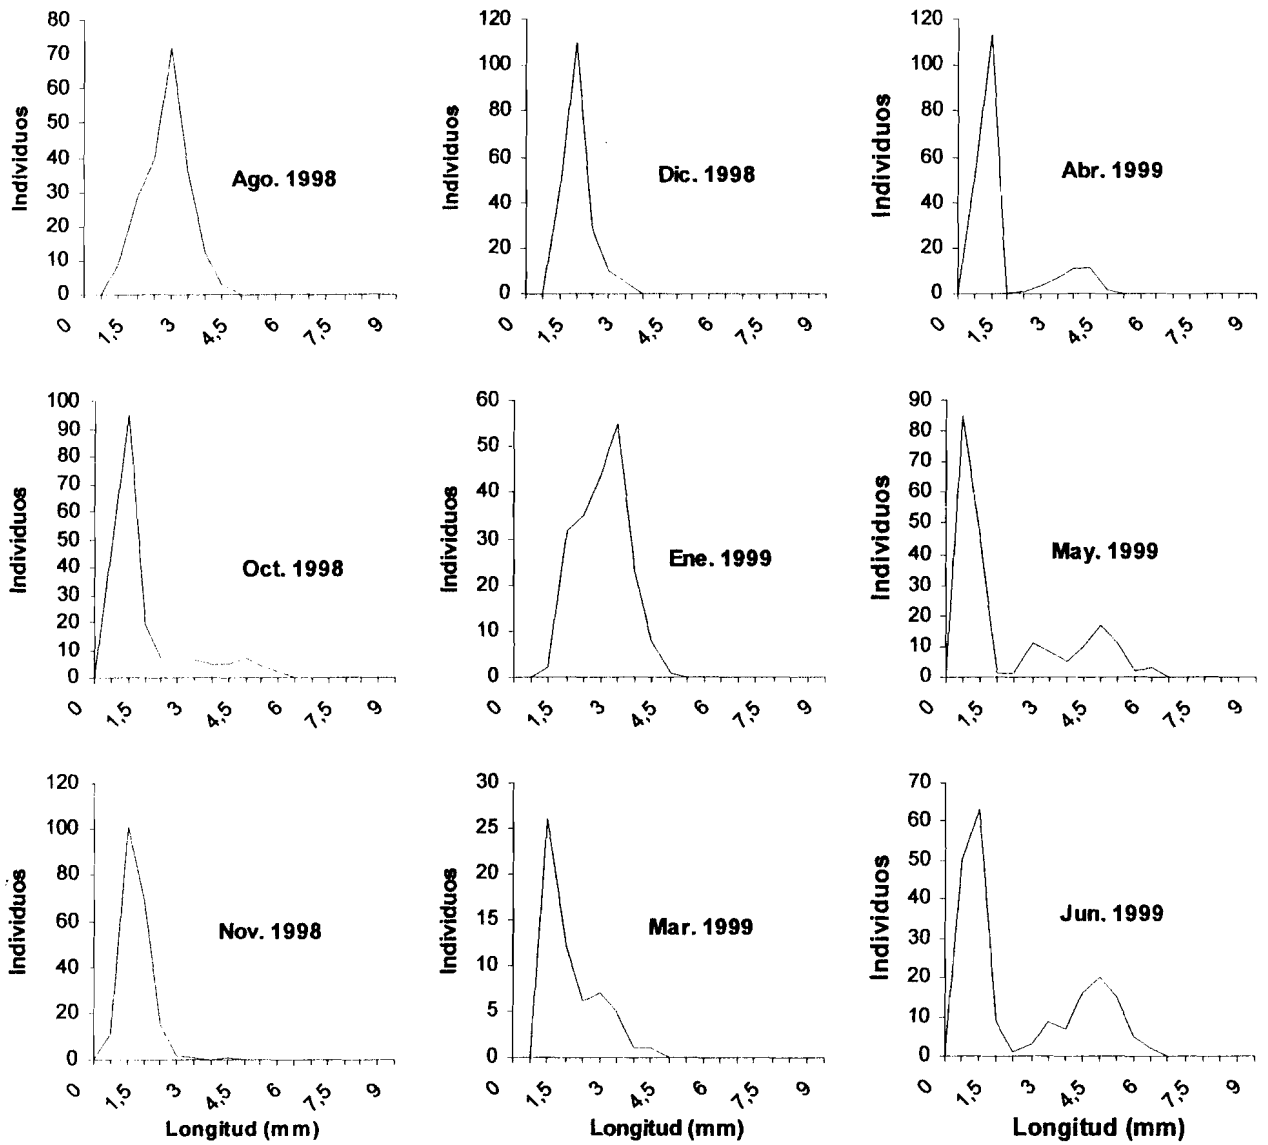 80
70
60
50
40
30
20
10
0
Individuos
Ago. 1998
0 1,5 3 4,5 6 7,5 9
120
100
80
60
40
20
0
Individuos
Dic. 1998
0 1,5 3 4,5 6 7,5 9
120
100
80
60
40
20
0
Individuos
Abr. 1999
0 1,5 3 4,5 6 7,5 9
100
90
80
70
60
50
40
30
20
10
0
Individuos
Oct. 1998
0 1,5 3 4,5 6 7,5 9
60
50
40
30
20
10
0
Individuos
Ene. 1999
0 1,5 3 4,5 6 7,5 9
90
80
70
60
50
40
30
20
10
0
Individuos
May. 1999
0 1,5 3 4,5 6 7,5 9
120
100
80
60
40
20
0
Individuos
Nov. 1998
0 1,5 3 4,5 6 7,5 9
Longitud (mm)
30
25
20
15
10
5
0
Individuos
Mar. 1999
0 1,5 3 4,5 6 7,5 9
Longitud (mm)
70
60
50
40
30
20
10
0
Individuos
Jun. 1999
0 1,5 3 4,5 6 7,5 9
Longitud (mm)